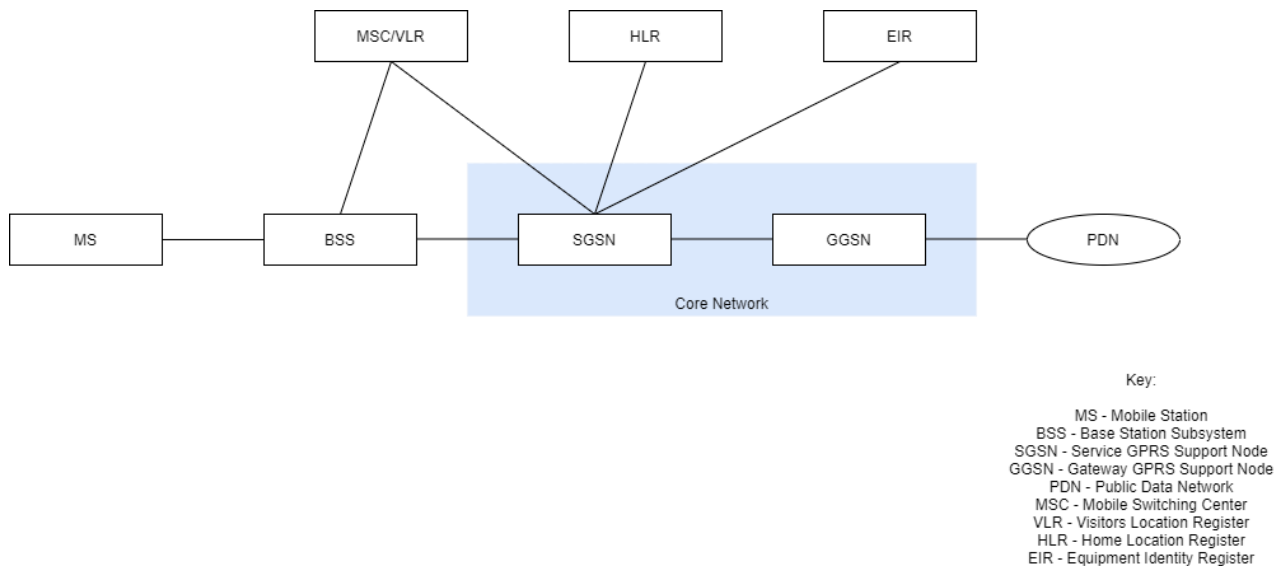 MSC/VLR
HLR
EIR
MS
BSS
SGSN
GGSN
PDN
Core Network
Key:
MS - Mobile Station
BSS - Base Station Subsystem
SGSN - Service GPRS Support Node
GGSN - Gateway GPRS Support Node
PDN - Public Data Network
MSC - Mobile Switching Center
VLR - Visitors Location Register
HLR - Home Location Register
EIR - Equipment Identity Register